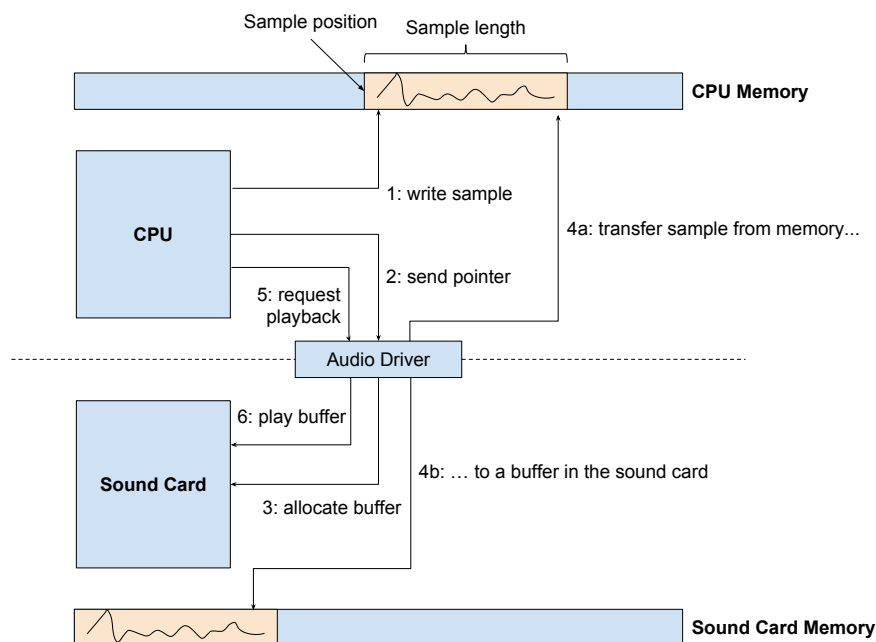 Sample position
Sample length
CPU Memory
1: write sample
CPU
4a: transfer sample from memory...
2: send pointer
5: request
playback
Audio Driver
6: play buffer
4b: … to a buffer in the sound card
Sound Card
3: allocate buffer
Sound Card Memory